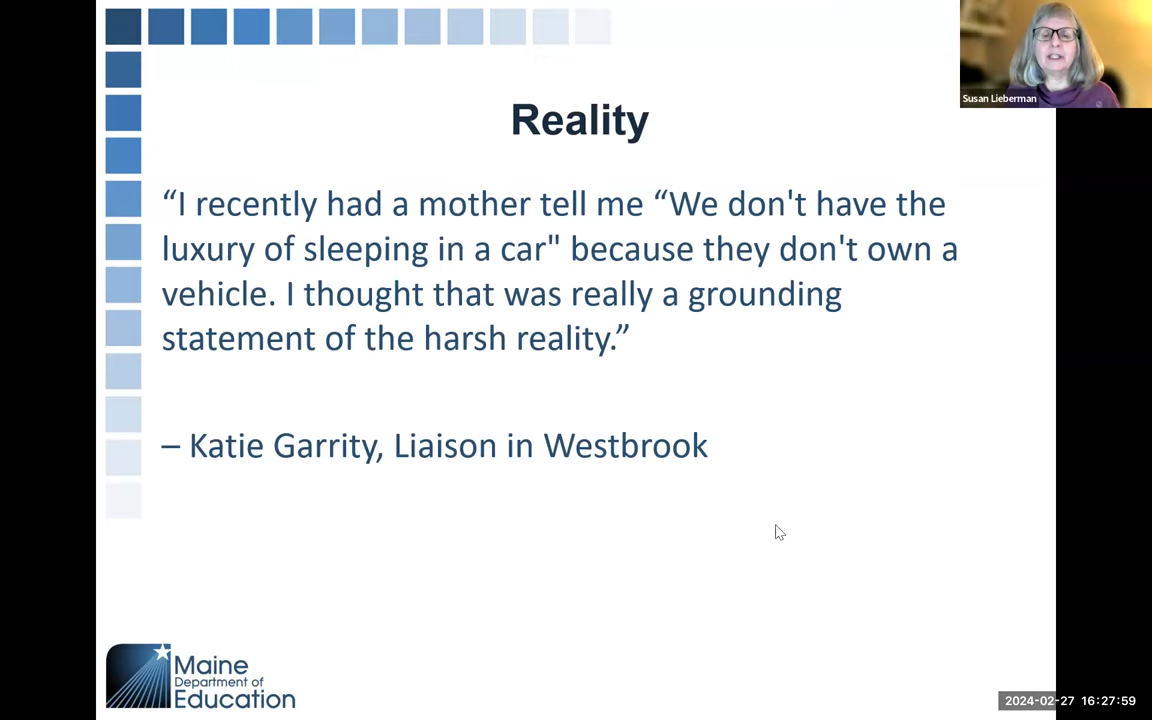 Susan Lieberman
Reality
“I recently had a mother tell me “We don't have the
luxury of sleeping in a car" because they don't own a
vehicle. I thought that was really a grounding
statement of the harsh reality.”
– Katie Garrity, Liaison in Westbrook
Maine
Department of
Education
2024-02-27 16:27:59